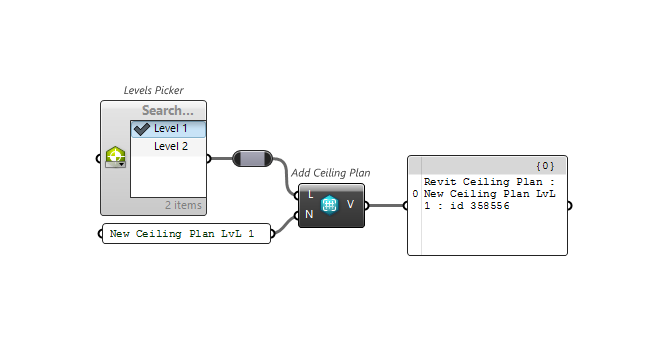 Levels Picker
Search...
Level 1
Level 2
2 items
New Ceiling Plan LvL 1
Add Ceiling Plan
L
N
V
{0}
0
Revit Ceiling Plan :
New Ceiling Plan LvL
1 : id 358556